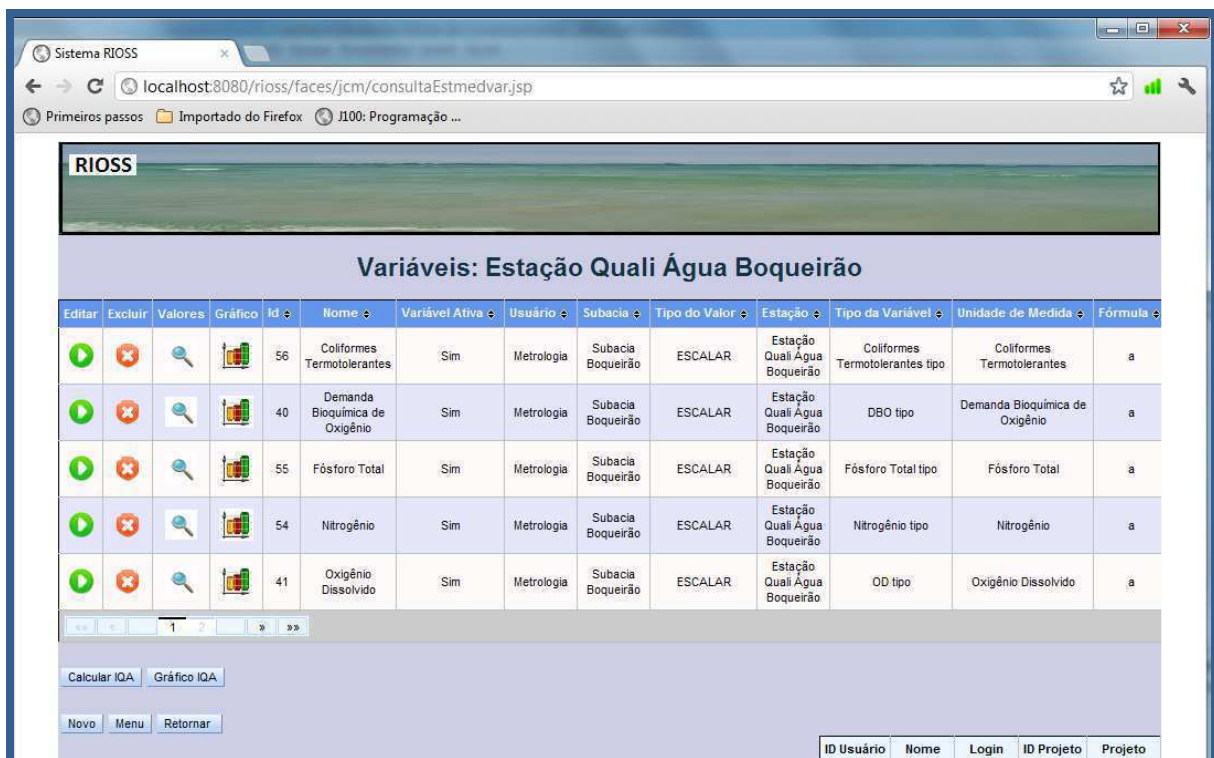 Sistema RIOSS
localhost:8080/rioss/faces/jcm/consultaEstmedvar.jsp
Primeiros passos Importado do Firefox J100: Programação ...
RIOSS
Variáveis: Estação Quali Água Boqueirão
Editar Excluir Valores Gráfico Id Nome Variável Ativa Usuário Subacia Tipo do Valor Estação Tipo da Variável Unidade de Medida Fórmula
56 Coliformes Termotolerantes Sim Metrologia Subacia Boqueirão ESCALAR Estação Quali Água Boqueirão Coliformes Termotolerantes tipo Coliformes Termotolerantes a
40 Demanda Bioquímica de Oxigênio Sim Metrologia Subacia Boqueirão ESCALAR Estação Quali Água Boqueirão DBO tipo Demanda Bioquímica de Oxigênio a
55 Fósforo Total Sim Metrologia Subacia Boqueirão ESCALAR Estação Quali Água Boqueirão Fósforo Total tipo Fósforo Total a
54 Nitrogênio Sim Metrologia Subacia Boqueirão ESCALAR Estação Quali Água Boqueirão Nitrogênio tipo Nitrogênio a
41 Oxigênio Dissolvido Sim Metrologia Subacia Boqueirão ESCALAR Estação Quali Água Boqueirão OD tipo Oxigênio Dissolvido a
«« « 1 2 » »»
Calcular IQA Gráfico IQA
Novo Menu Retornar
ID Usuário Nome Login ID Projeto Projeto